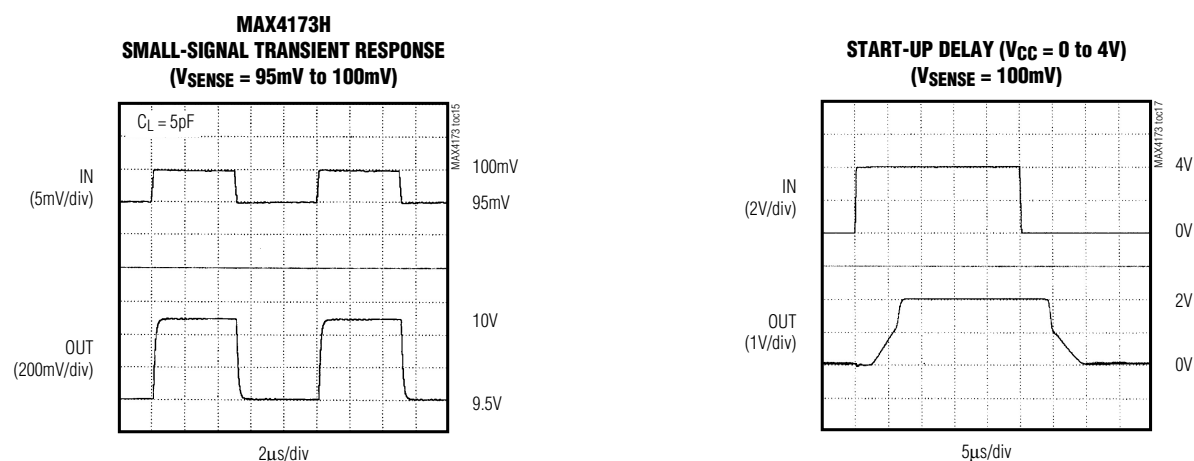 MAX4173H
SMALL-SIGNAL TRANSIENT RESPONSE
(VSENSE = 95mV to 100mV)
CL = 5pF
IN
(5mV/div)
100mV
95mV
OUT
(200mV/div)
10V
9.5V
2μs/div
MAX4173 toc15
START-UP DELAY (VCC = 0 to 4V)
(VSENSE = 100mV)
IN
(2V/div)
4V
0V
OUT
(1V/div)
2V
0V
5μs/div
MAX4173 toc17